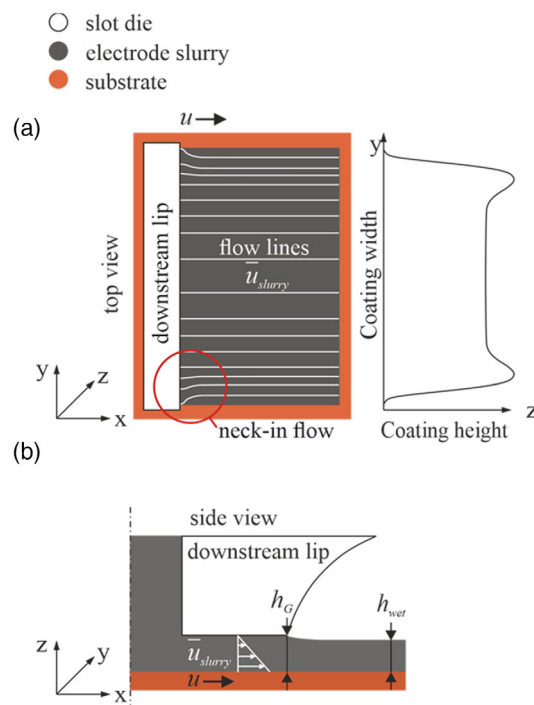 slot die
electrode slurry
substrate
(a)
u
top view
downstream lip
flow lines
u̅slurry
neck-in flow
y
z
x
y
Coating width
z
Coating height
(b)
side view
downstream lip
hG
hwet
u̅slurry
u
z
y
x